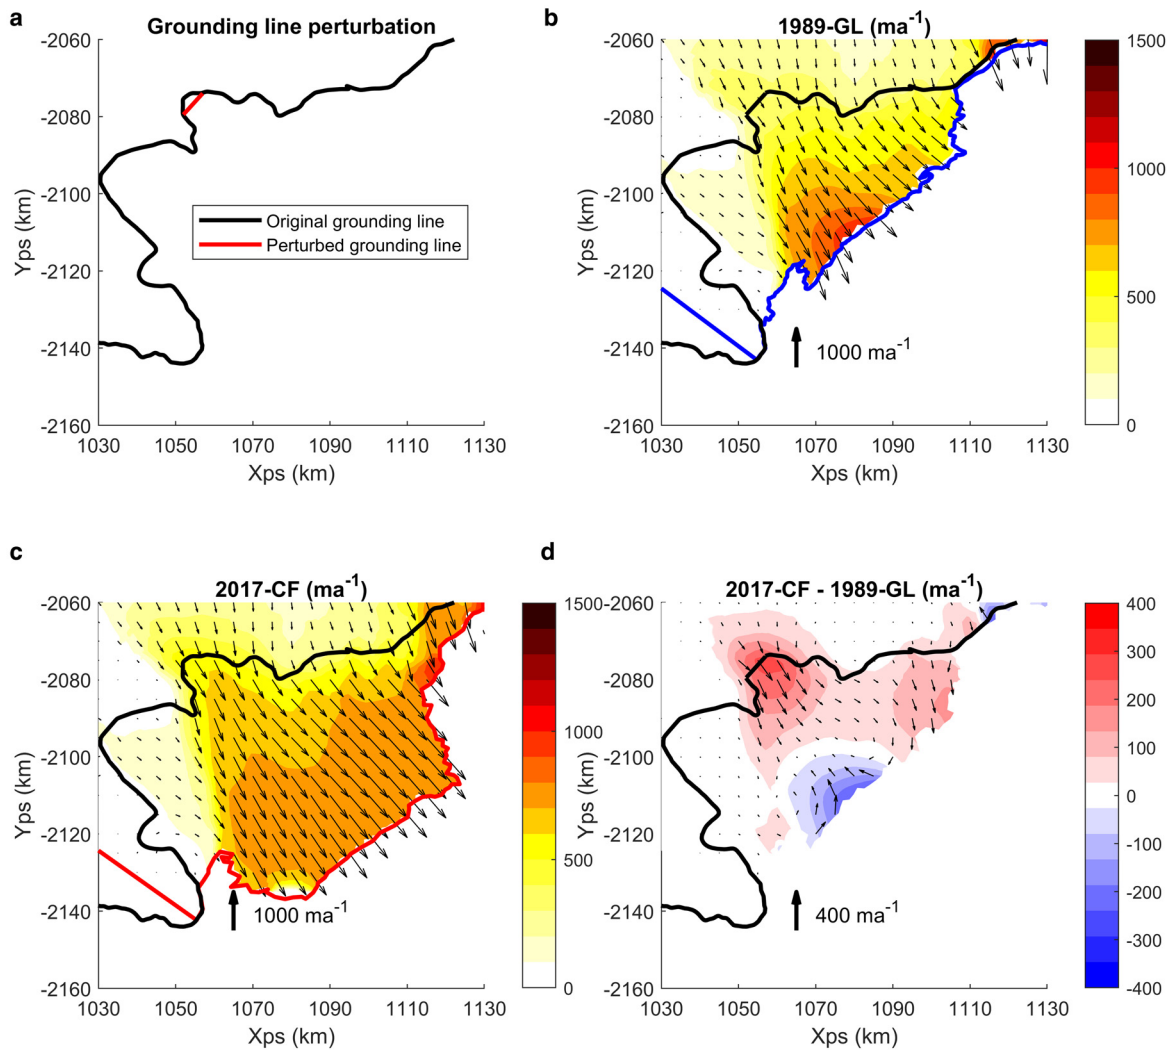 a
Grounding line perturbation
-2060
-2080
-2100
-2120
-2140
-2160
Yps (km)
Original grounding line
Perturbed grounding line
1030 1050 1070 1090 1110 1130
Xps (km)
b
1989-GL (ma-1)
-2060
-2080
-2100
-2120
-2140
-2160
Yps (km)
1000 ma-1
1030 1050 1070 1090 1110 1130
Xps (km)
1500
1000
500
0
c
2017-CF (ma-1)
-2060
-2080
-2100
-2120
-2140
-2160
Yps (km)
1000 ma-1
1030 1050 1070 1090 1110 1130
Xps (km)
1500
1000
500
0
d
2017-CF - 1989-GL (ma-1)
-2060
-2080
-2100
-2120
-2140
-2160
Yps (km)
400 ma-1
1030 1050 1070 1090 1110 1130
Xps (km)
400
300
200
100
0
-100
-200
-300
-400